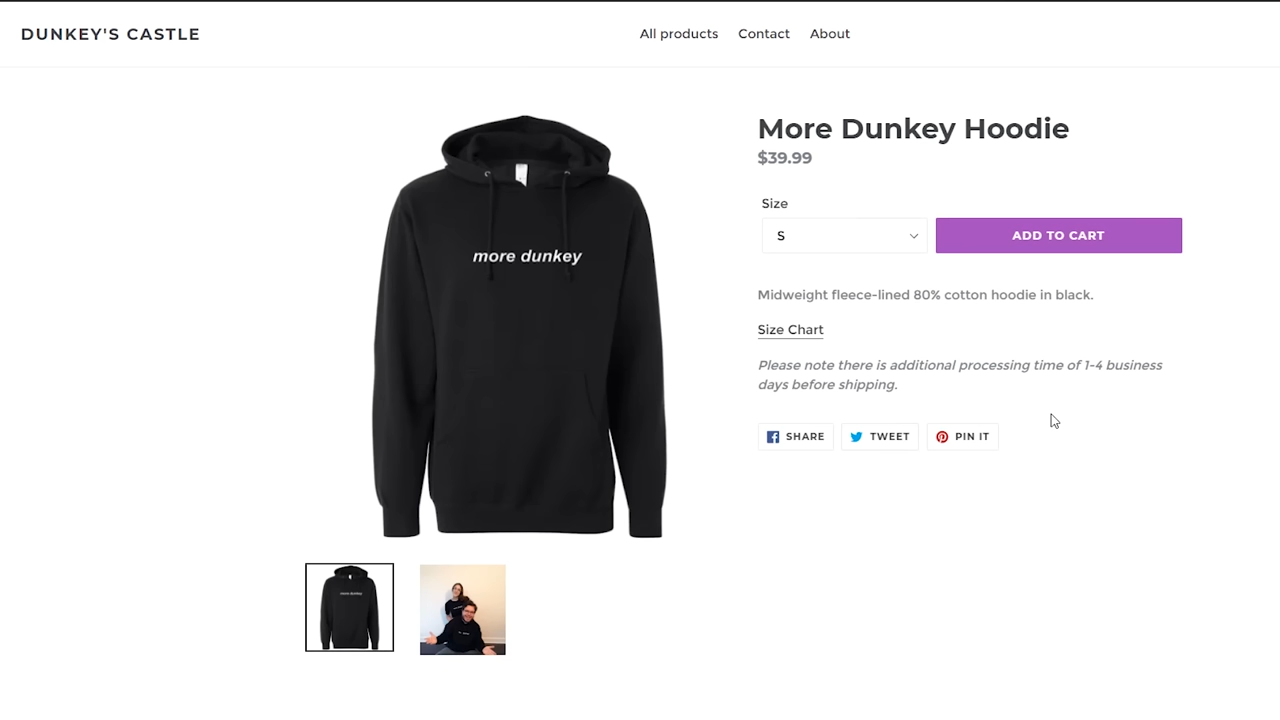 DUNKEY'S CASTLE
All products
Contact
About
more dunkey
More Dunkey Hoodie
$39.99
Size
S
ADD TO CART
Midweight fleece-lined 80% cotton hoodie in black.
Size Chart
Please note there is additional processing time of 1-4 business
days before shipping.
SHARE
TWEET
PIN IT
more dunkey